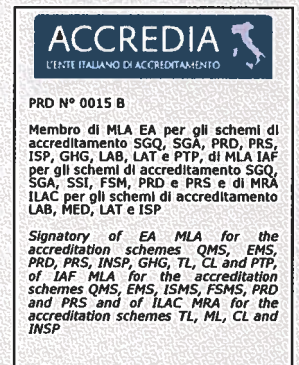 ACCREDIA
L'ENTE ITALIANO DI ACCREDITAMENTO
PRD N° 0015 B
Membro di MLA EA per gli schemi di
accreditamento SGQ, SGA, PRD, PRS,
ISP, GHG, LAB, LAT e PTP, di MLA IAF
per gli schemi di accreditamento SGQ,
SGA, SSI, FSM, PRD e PRS e di MRA
ILAC per gli schemi di accreditamento
LAB, MED, LAT e ISP
Signatory of EA MLA for the
accreditation schemes QMS, EMS,
PRD, PRS, INSP, GHG, TL, CL and PTP,
of IAF MLA for the accreditation
schemes QMS, EMS, ISMS, FSMS, PRD
and PRS and of ILAC MRA for the
accreditation schemes TL, ML, CL and
INSP